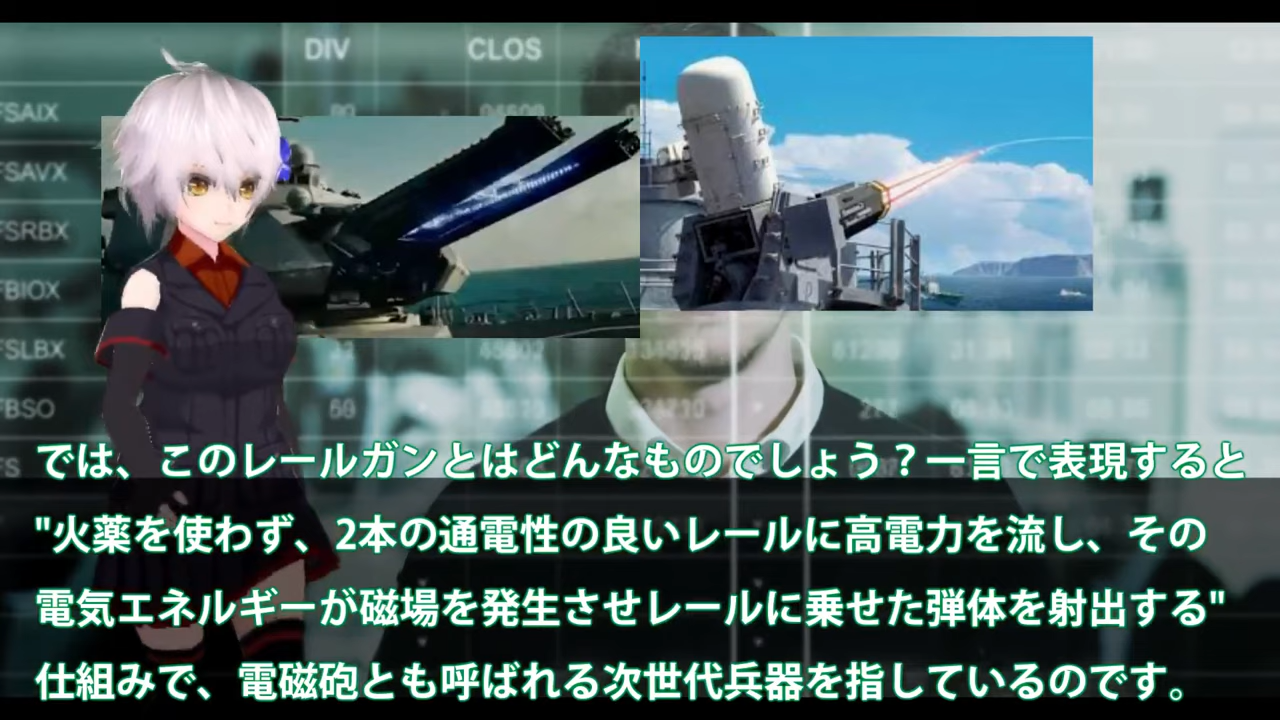 DIV CLOS
FSAIX
FSAVX
FSRBX
FBIOX
FSLBX
FBSO
FS
では、このレールガンとはどんなものでしょう？一言で表現すると
"火薬を使わず、2本の通電性の良いレールに高電力を流し、その
電気エネルギーが磁場を発生させレールに乗せた弾体を射出する"
仕組みで、電磁砲とも呼ばれる次世代兵器を指しているのです。